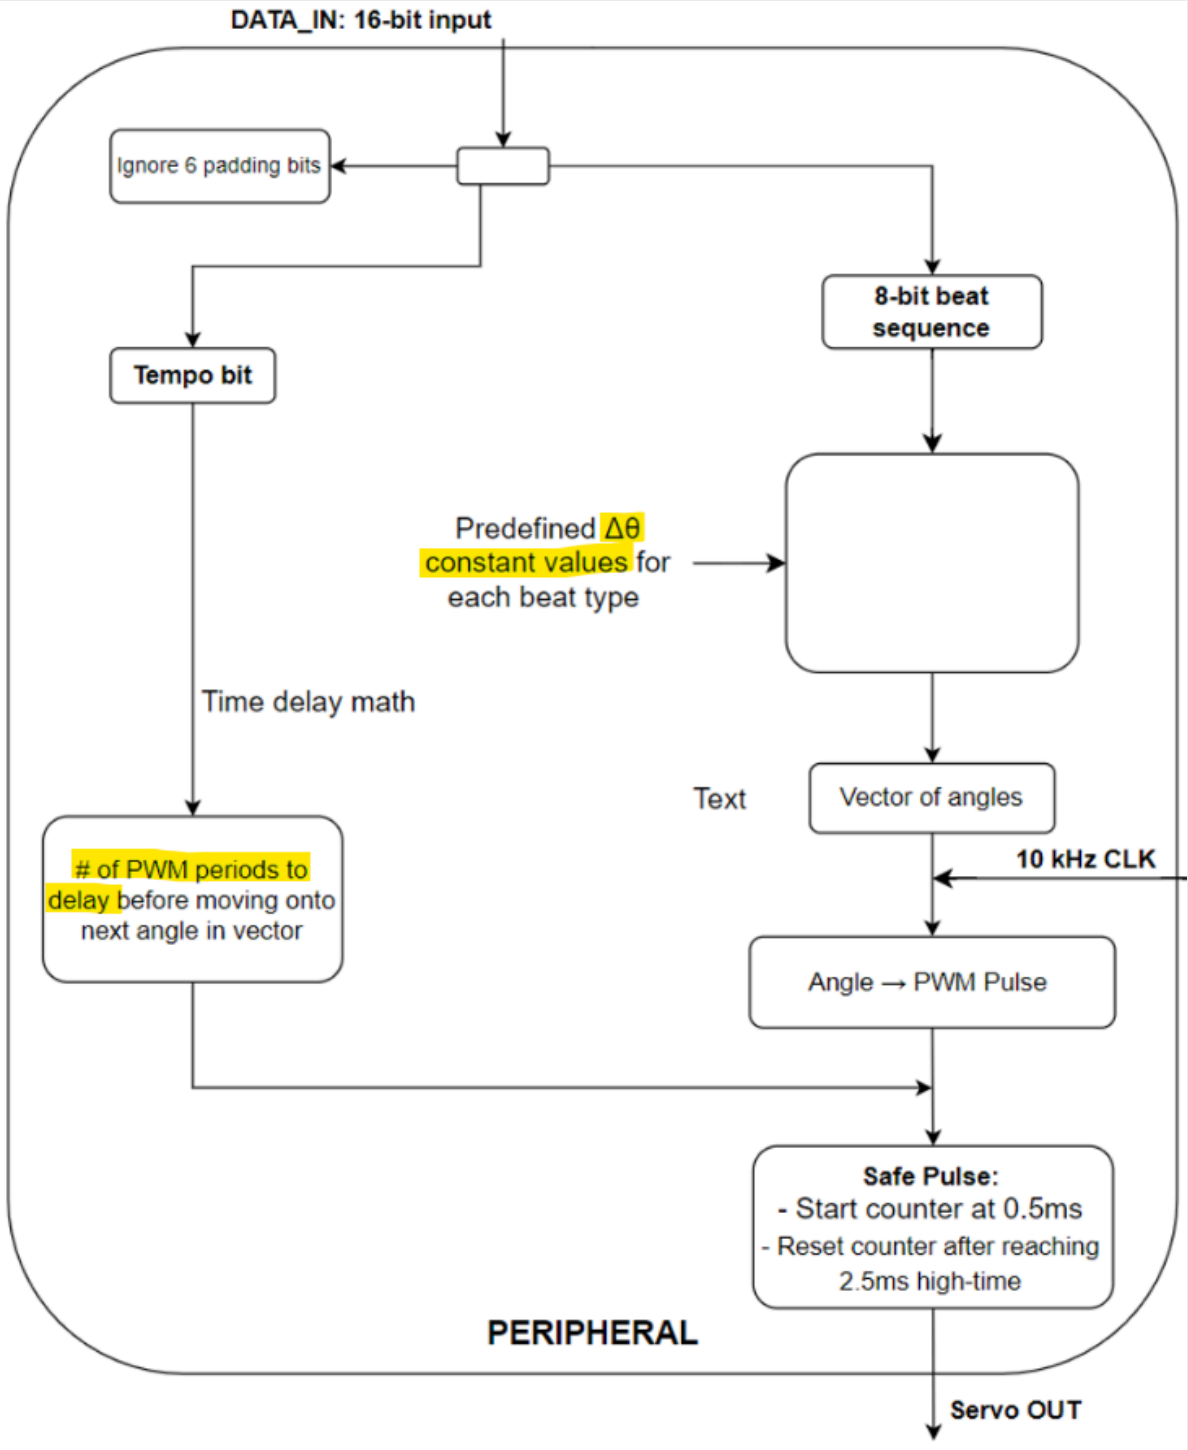 DATA_IN: 16-bit input
Ignore 6 padding bits
8-bit beat
sequence
Tempo bit
Predefined Δθ
constant values for
each beat type
Time delay math
Text
Vector of angles
10 kHz CLK
# of PWM periods to
delay before moving onto
next angle in vector
Angle → PWM Pulse
Safe Pulse:
- Start counter at 0.5ms
- Reset counter after reaching
2.5ms high-time
PERIPHERAL
Servo OUT